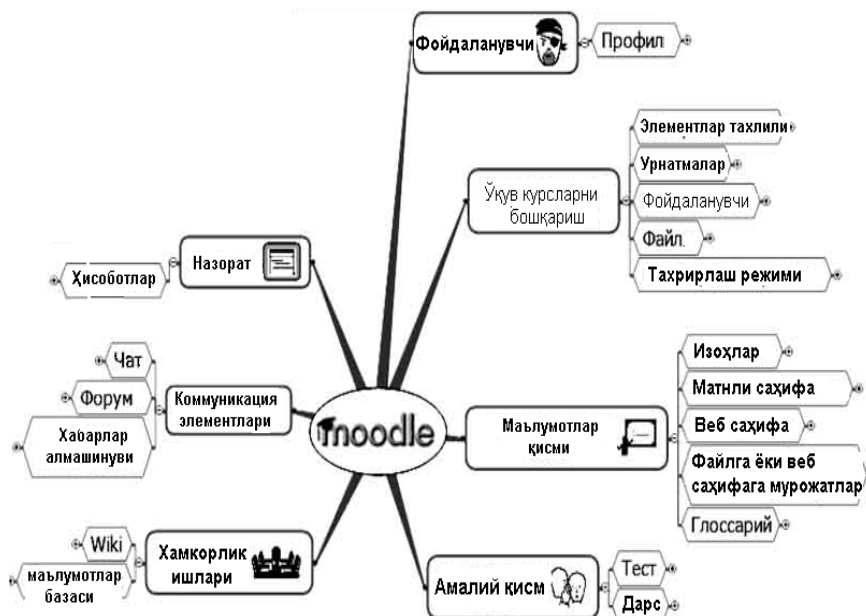 Фойдаланувчи
Профил
Элементлар тахлили
Урнатмалар
Ўқув курсларни
бошқариш
Фойдаланувчи
Файл.
Тахрирлаш режими
Назорат
Ҳисоботлар
Изоҳлар
Чат
Матнли саҳифа
Форум
Коммуникация
элементлари
moodle
Маълумотлар
қисми
Веб саҳифа
Хабарлар
алмашинуви
Файлга ёки веб
саҳифага мурожатлар
Глоссарий
Wiki
Хамкорлик
ишлари
маълумотлар
базаси
Амалий қисм
Тест
Дарс